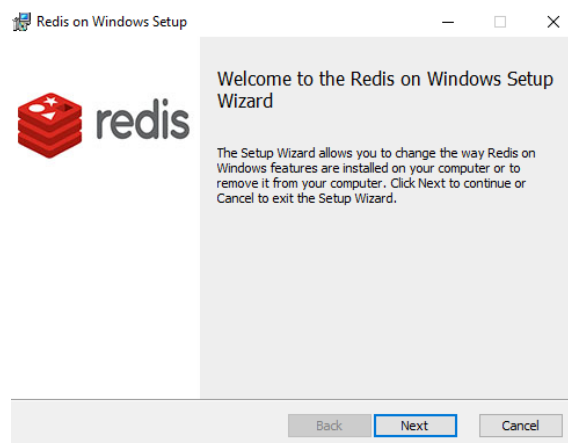 Redis on Windows Setup
redis
Welcome to the Redis on Windows Setup
Wizard
The Setup Wizard allows you to change the way Redis on
Windows features are installed on your computer or to
remove it from your computer. Click Next to continue or
Cancel to exit the Setup Wizard.
Back
Next
Cancel